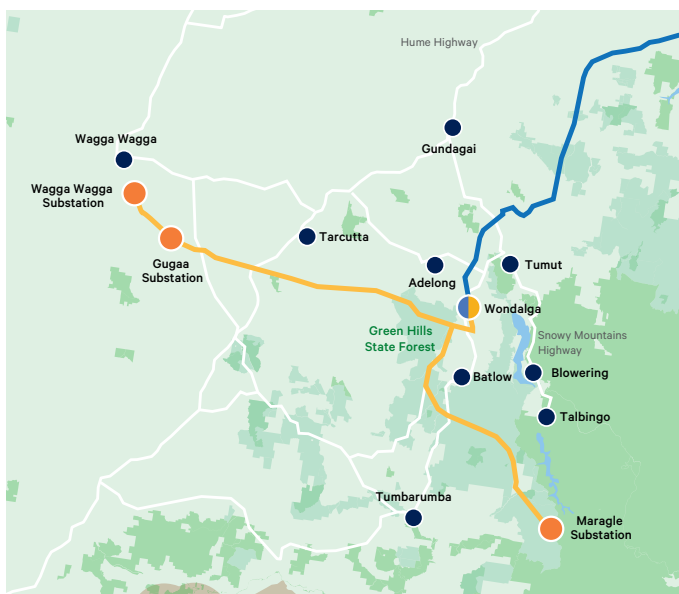 Hume Highway
Gundagai
Wagga Wagga
Wagga Wagga
Substation
Tarcutta
Gugaa
Substation
Adelong
Tumut
Wondalga
Green Hills
State Forest
Snowy Mountains
Highway
Batlow
Blowering
Talbingo
Tumbarumba
Maragle
Substation